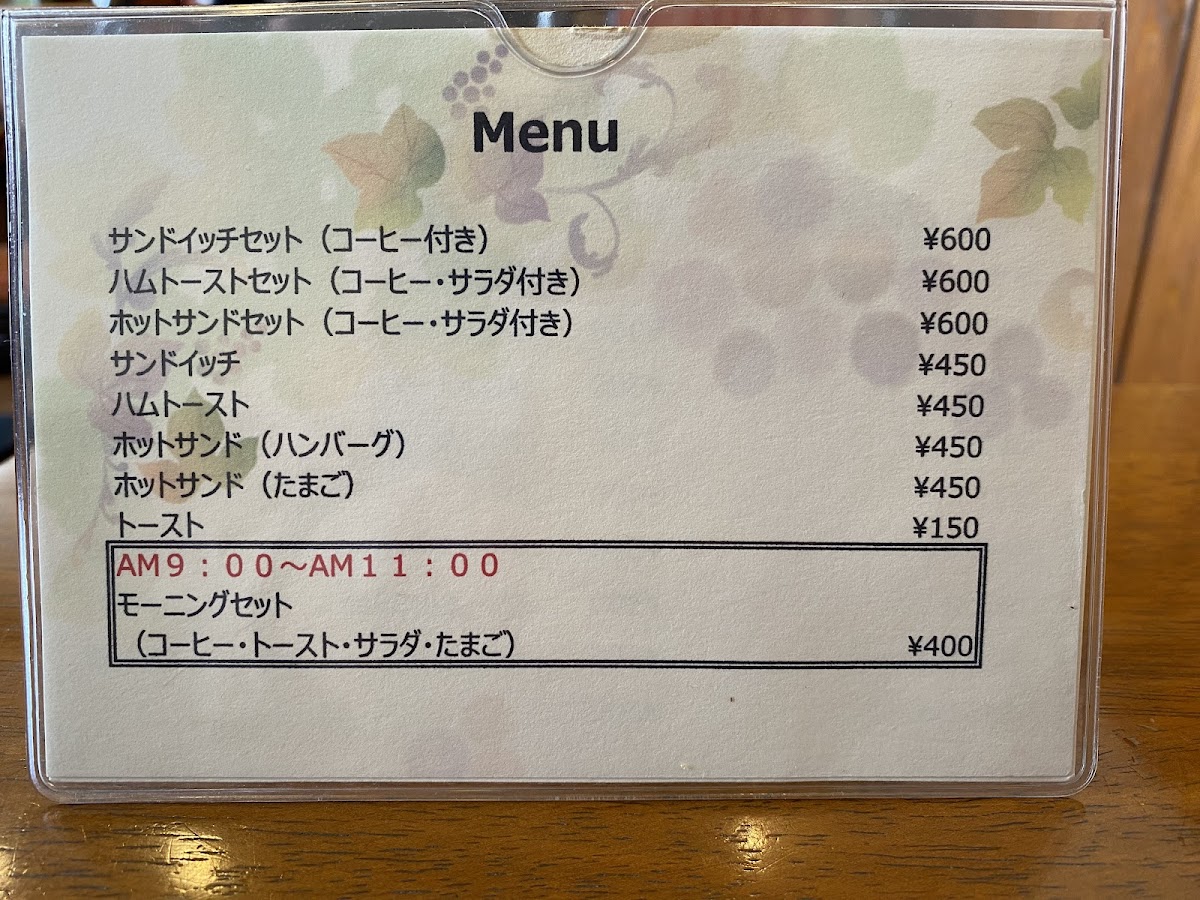 Menu
サンドイッチセット（コーヒー付き） ¥600
ハムトーストセット（コーヒー・サラダ付き） ¥600
ホットサンドセット（コーヒー・サラダ付き） ¥600
サンドイッチ ¥450
ハムトースト ¥450
ホットサンド（ハンバーグ） ¥450
ホットサンド（たまご） ¥450
トースト ¥150
AM９：００～AM１１：００
モーニングセット
（コーヒー・トースト・サラダ・たまご） ¥400